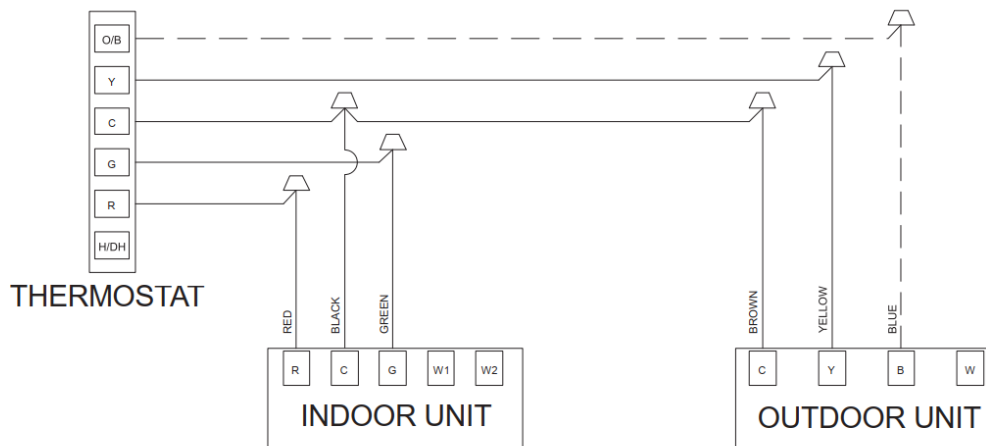 O/B
Y
C
G
R
H/DH
THERMOSTAT
RED
BLACK
GREEN
BROWN
YELLOW
BLUE
R C G W1 W2
C Y B W
INDOOR UNIT
OUTDOOR UNIT